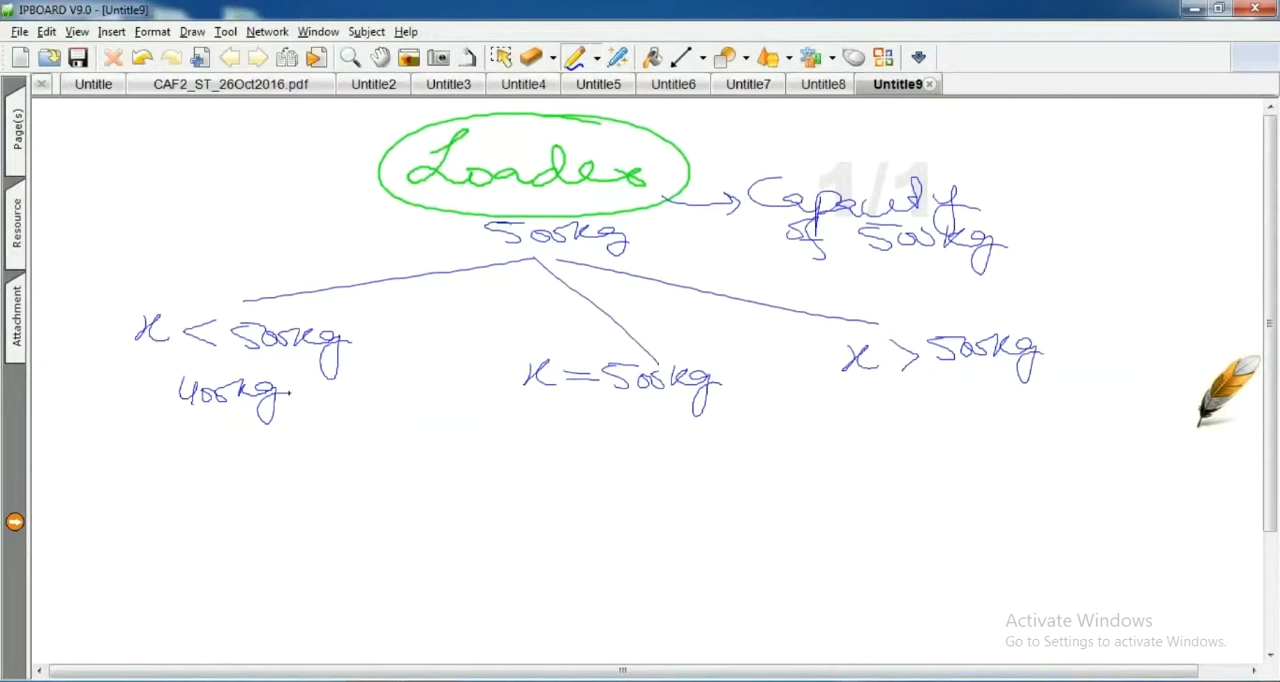 IPBOARD V9.0 - [Untitle9]
File Edit View Insert Format Draw Tool Network Window Subject Help
Untitle CAF2_ST_26Oct2016.pdf Untitle2 Untitle3 Untitle4 Untitle5 Untitle6 Untitle7 Untitle8 Untitle9
Page(s)
Resource
Attachment
1/1
Loader
Capacity
of 500kg
500kg
x < 500kg
x = 500kg
x > 500kg
400kg
Activate Windows
Go to Settings to activate Windows.